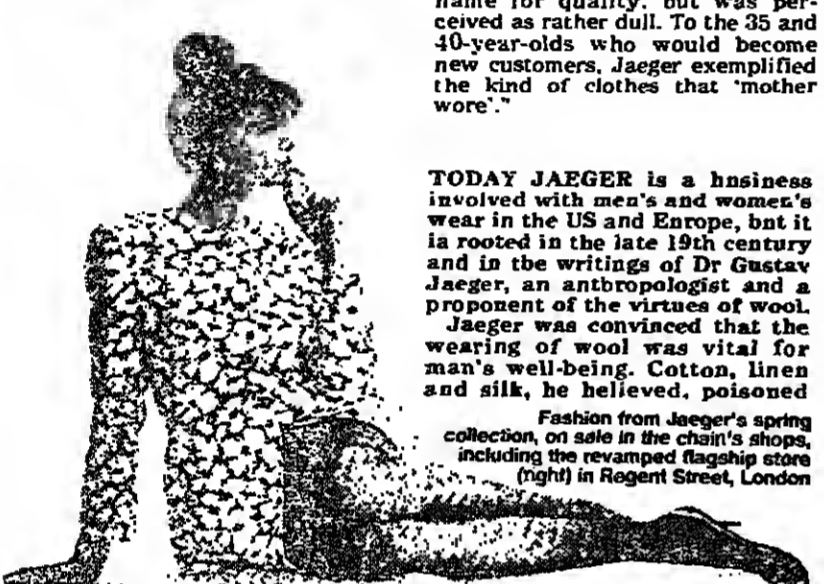 name for quality, but was per-
ceived as rather dull. To the 35 and
40-year-olds who would become
new customers, Jaeger exemplified
the kind of clothes that 'mother
wore'."
TODAY JAEGER is a hnsiness
involved with men's and women's
wear in the US and Enrope, bnt it
ia rooted in the late 19th century
and in tbe writings of Dr Gustav
Jaeger, an antbropologist and a
proponent of the virtues of wool.
Jaeger was convinced that the
wearing of wool was vital for
man's well-being. Cotton, linen
and silk, he helieved, poisoned
Fashion from Jaeger's spring
collection, on sale in the chain's shops,
including the revamped flagship store
(right) in Regent Street, London